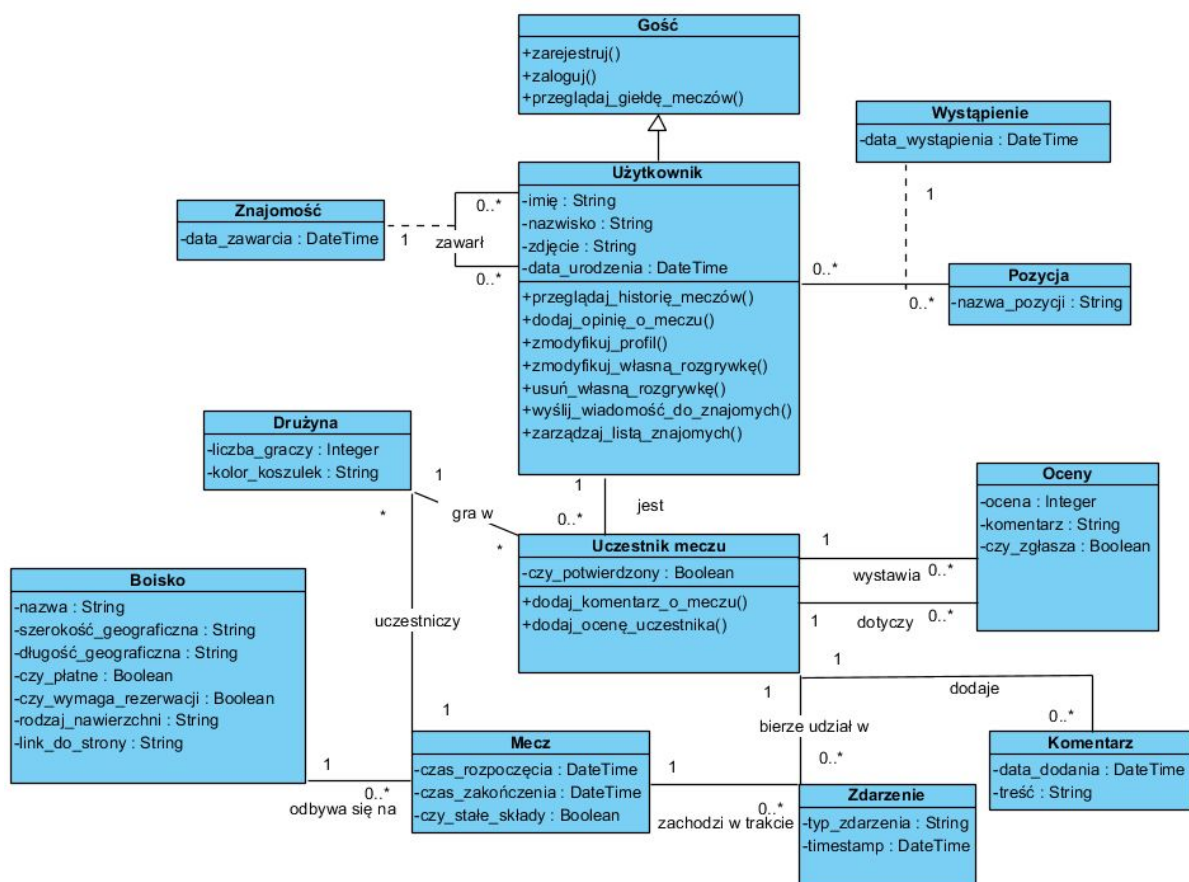 Gość
+zarejestruj()
+zaloguj()
+przeglądaj_giełdę_meczów()
Wystąpienie
-data_wystąpienia : DateTime
1
Użytkownik
-imię : String
-nazwisko : String
-zdjęcie : String
-data_urodzenia : DateTime
+przeglądaj_historię_meczów()
+dodaj_opinię_o_meczu()
+zmodyfikuj_profil()
+zmodyfikuj_własną_rozgrywkę()
+usuń_własną_rozgrywkę()
+wyślij_wiadomość_do_znajomych()
+zarządzaj_listą_znajomych()
Znajomość
-data_zawarcia : DateTime
1
zawarł
0..*
0..*
0..*
0..*
Pozycja
-nazwa_pozycji : String
Drużyna
-liczba_graczy : Integer
-kolor_koszulek : String
1
gra w
*
*
1
jest
0..*
Uczestnik meczu
-czy_potwierdzony : Boolean
+dodaj_komentarz_o_meczu()
+dodaj_ocenę_uczestnika()
Oceny
-ocena : Integer
-komentarz : String
-czy_zgłasza : Boolean
1
wystawia
0..*
1
dotyczy
0..*
Boisko
-nazwa : String
-szerokość_geograficzna : String
-długość_geograficzna : String
-czy_płatne : Boolean
-czy_wymaga_rezerwacji : Boolean
-rodzaj_nawierzchni : String
-link_do_strony : String
uczestniczy
1
1
dodaje
0..*
1
bierze udział w
0..*
Mecz
-czas_rozpoczęcia : DateTime
-czas_zakończenia : DateTime
-czy_stałe_składy : Boolean
1
odbywa się na
0..*
1
zachodzi w trakcie
0..*
Komentarz
-data_dodania : DateTime
-treść : String
Zdarzenie
-typ_zdarzenia : String
-timestamp : DateTime